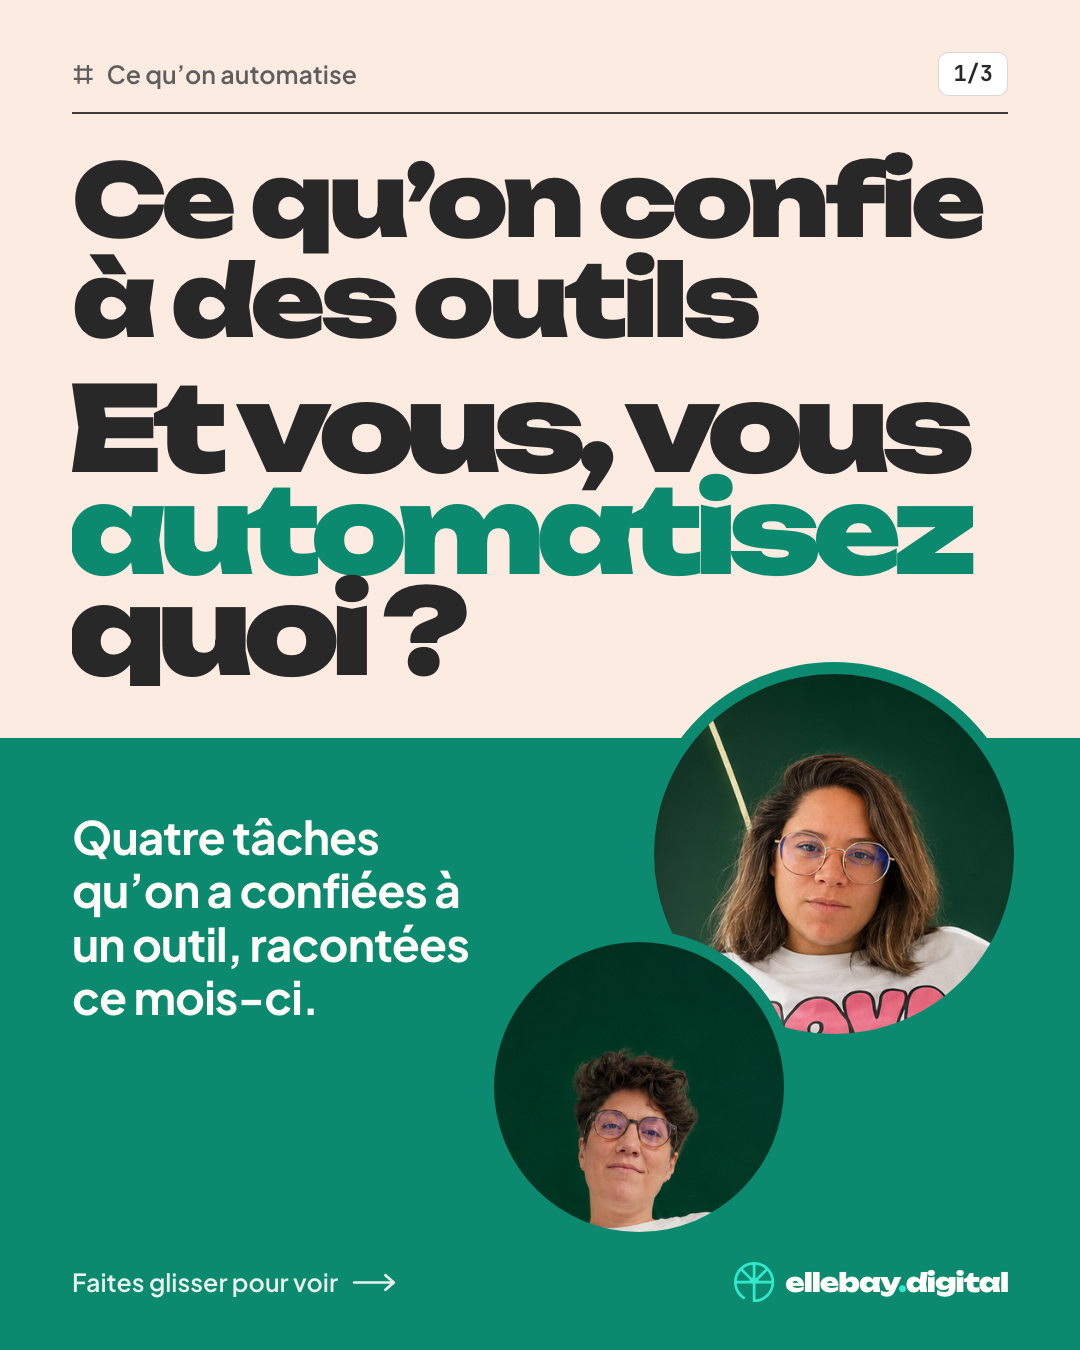 # Ce qu’on automatise
1/3
Ce qu’on confie
à des outils
Et vous, vous
automatisez
quoi ?
Quatre tâches
qu’on a confiées à
un outil, racontées
ce mois-ci.
Faites glisser pour voir →
ellebay.digital